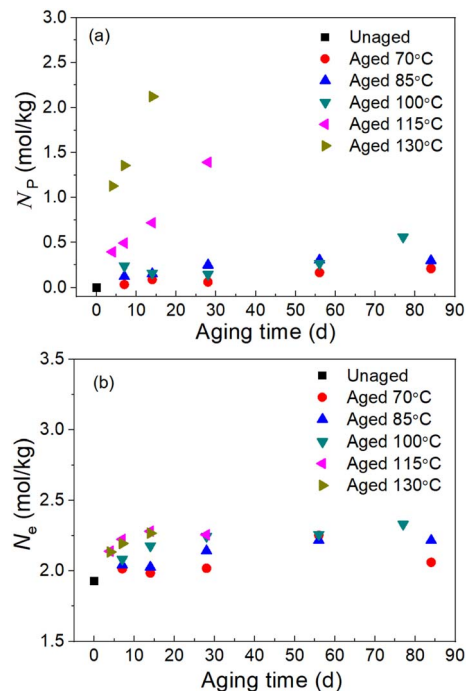 (a)
Unaged
Aged 70°C
Aged 85°C
Aged 100°C
Aged 115°C
Aged 130°C
N_P (mol/kg)
3.0
2.5
2.0
1.5
1.0
0.5
0.0
0 10 20 30 40 50 60 70 80 90
Aging time (d)
(b)
Unaged
Aged 70°C
Aged 85°C
Aged 100°C
Aged 115°C
Aged 130°C
N_e (mol/kg)
3.5
3.0
2.5
2.0
1.5
0 10 20 30 40 50 60 70 80 90
Aging time (d)